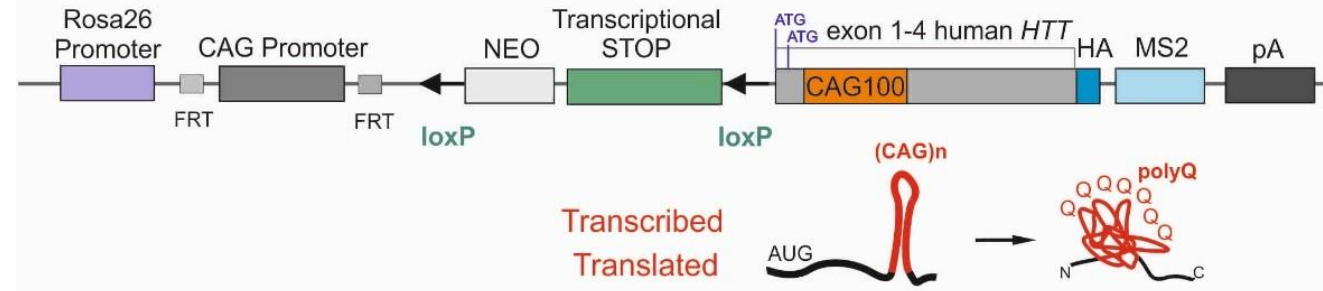 Rosa26
Promoter
CAG Promoter
NEO
Transcriptional
STOP
ATG
ATG
exon 1-4 human HTT
HA
MS2
pA
CAG100
FRT
FRT
loxP
loxP
(CAG)n
polyQ
Q Q Q Q Q Q Q
Transcribed
Translated
AUG
N
C